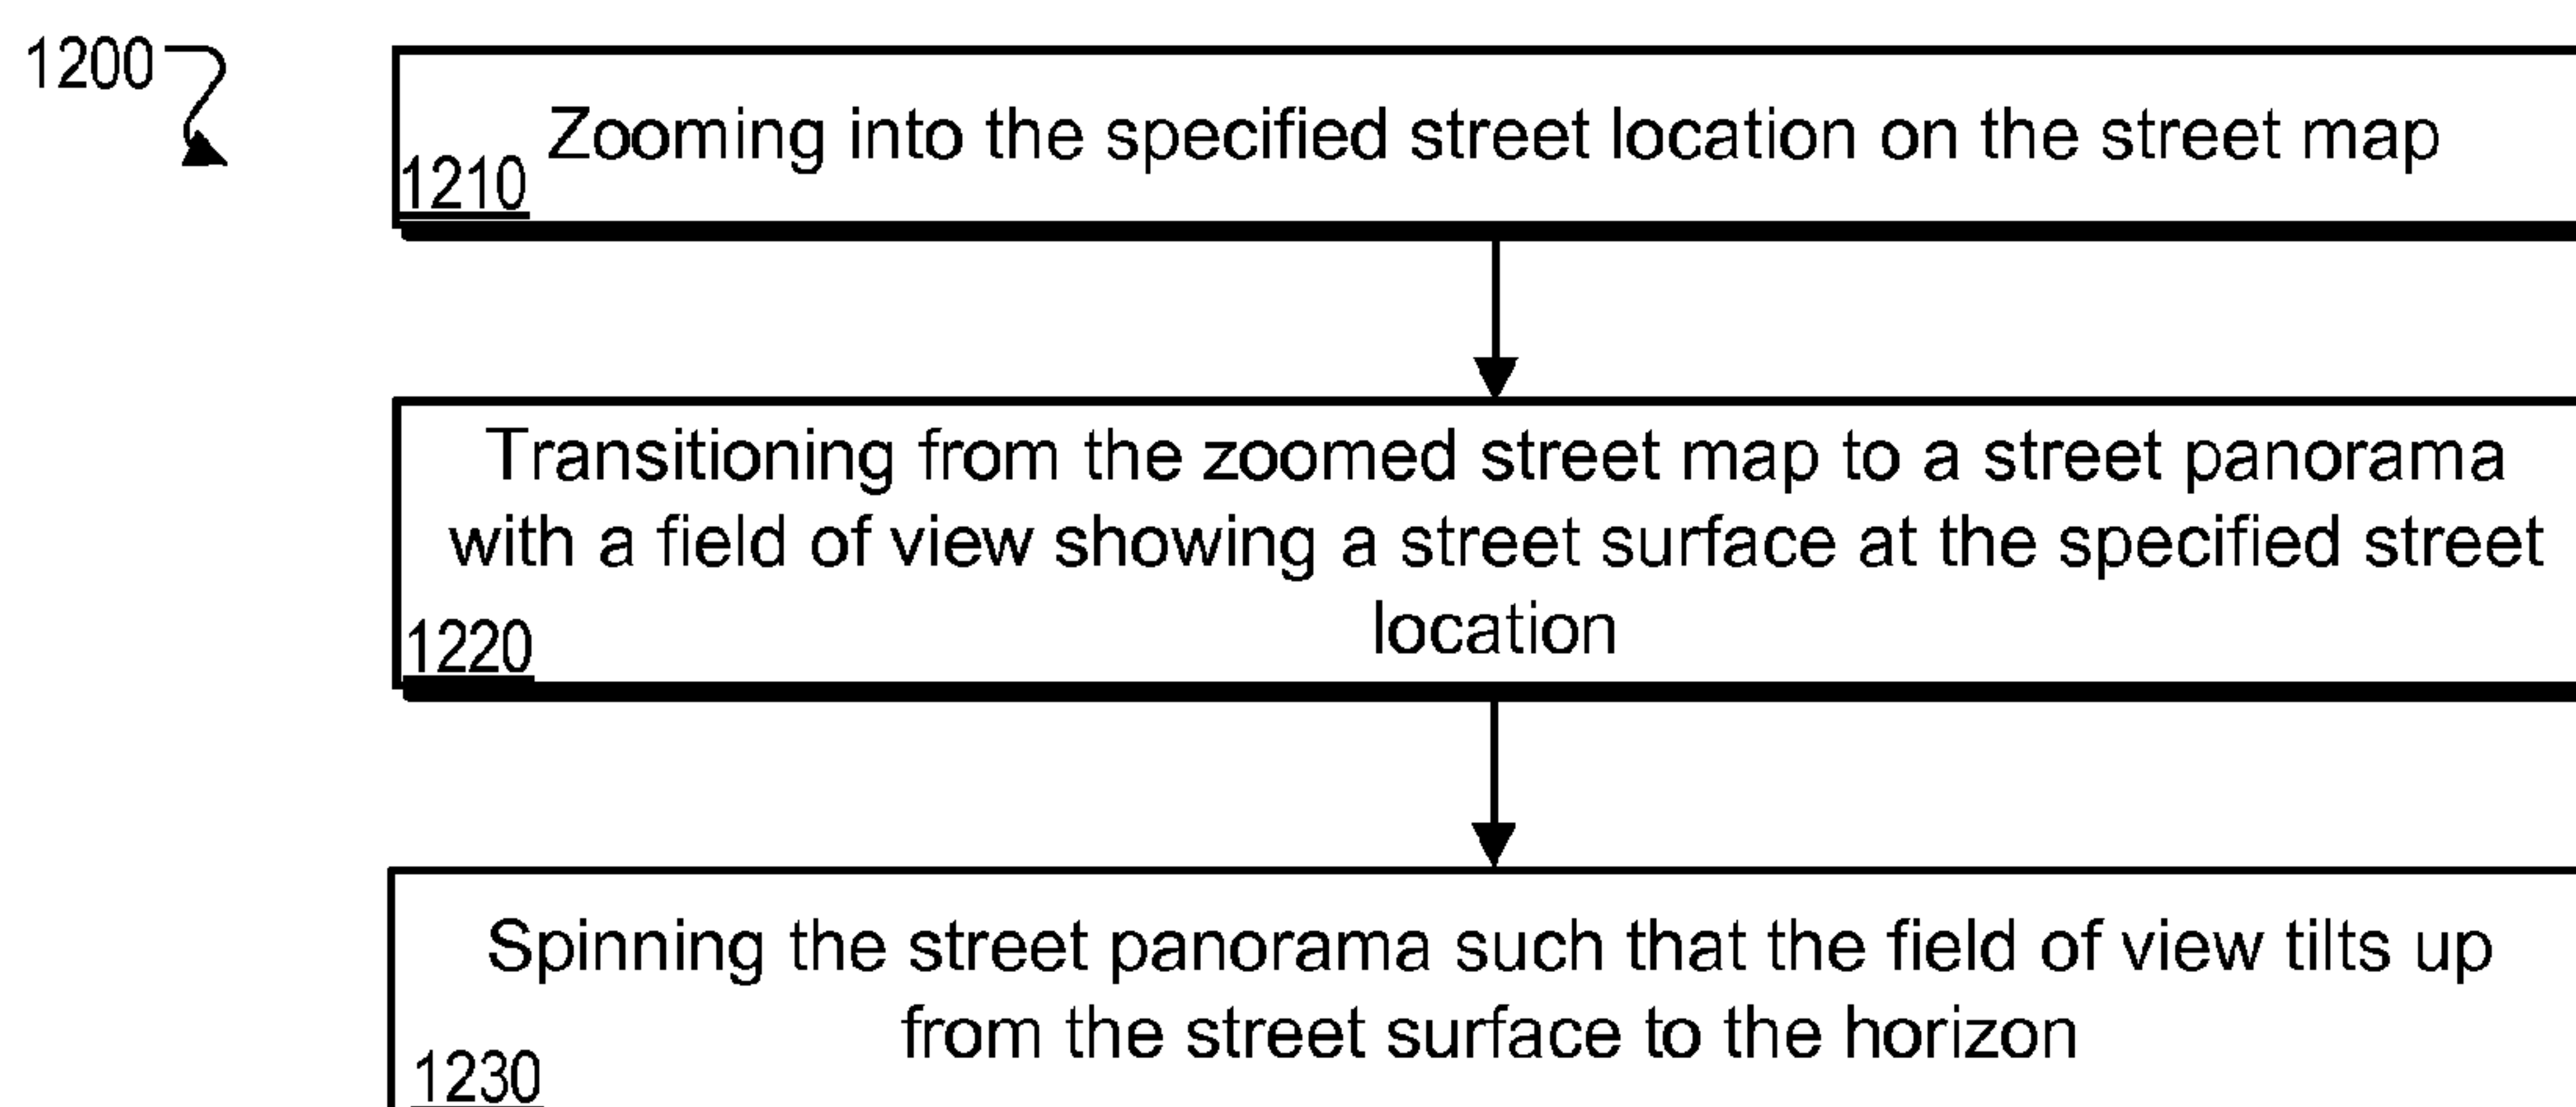 1200
Zooming into the specified street location on the street map
1210
Transitioning from the zoomed street map to a street panorama
with a field of view showing a street surface at the specified street
location
1220
Spinning the street panorama such that the field of view tilts up
from the street surface to the horizon
1230